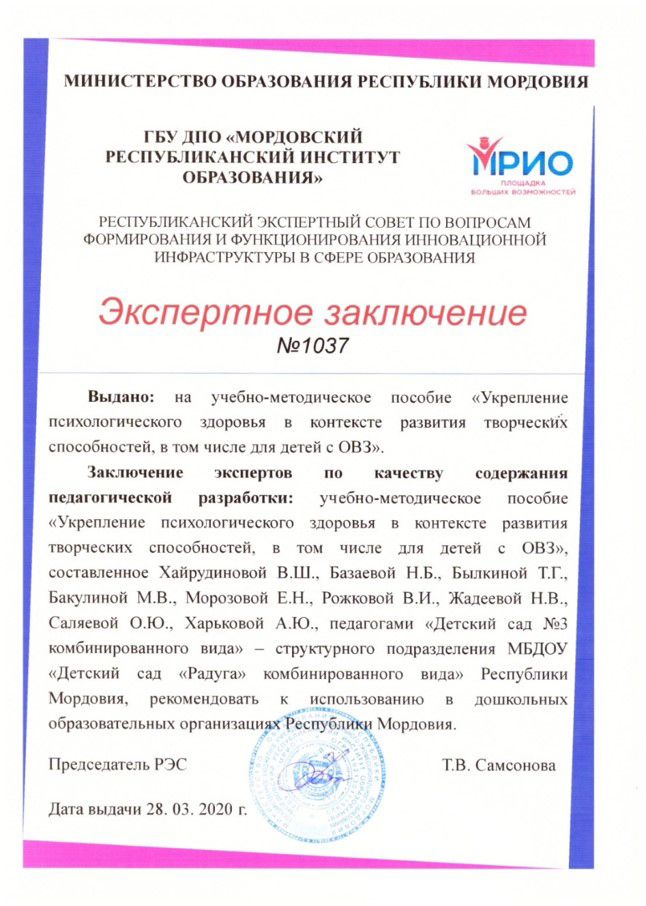 МИНИСТЕРСТВО ОБРАЗОВАНИЯ РЕСПУБЛИКИ МОРДОВИЯ
ГБУ ДПО «МОРДОВСКИЙ
РЕСПУБЛИКАНСКИЙ ИНСТИТУТ
ОБРАЗОВАНИЯ»
МРИО
ПЛОЩАДКА
БОЛЬШИХ ВОЗМОЖНОСТЕЙ
РЕСПУБЛИКАНСКИЙ ЭКСПЕРТНЫЙ СОВЕТ ПО ВОПРОСАМ
ФОРМИРОВАНИЯ И ФУНКЦИОНИРОВАНИЯ ИННОВАЦИОННОЙ
ИНФРАСТРУКТУРЫ В СФЕРЕ ОБРАЗОВАНИЯ
Экспертное заключение
№1037
Выдано: на учебно-методическое пособие «Укрепление
психологического здоровья в контексте развития творческих
способностей, в том числе для детей с ОВЗ».
Заключение экспертов по качеству содержания
педагогической разработки: учебно-методическое пособие
«Укрепление психологического здоровья в контексте развития
творческих способностей, в том числе для детей с ОВЗ»,
составленное Хайрудиновой В.Ш., Базаевой Н.Б., Былкиной Т.Г.,
Бакулиной М.В., Морозовой Е.Н., Рожковой В.И., Жадеевой Н.В.,
Саляевой О.Ю., Харьковой А.Ю., педагогами «Детский сад №3
комбинированного вида» – структурного подразделения МБДОУ
«Детский сад «Радуга» комбинированного вида» Республики
Мордовия, рекомендовать к использованию в дошкольных
образовательных организациях Республики Мордовия.
Председатель РЭС Т.В. Самсонова
Дата выдачи 28. 03. 2020 г.